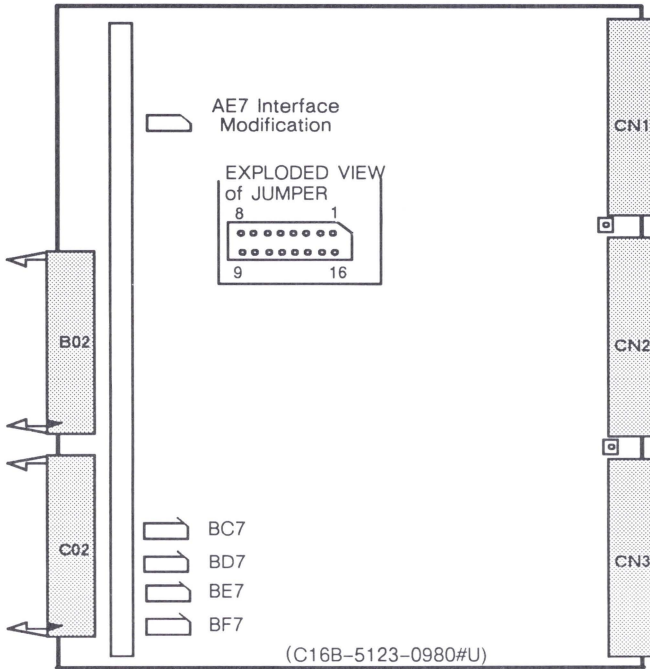 AE7 Interface
Modification
CN1
EXPLODED VIEW
of JUMPER
8 1
9 16
B02
CN2
BC7
C02
BD7
CN3
BE7
BF7
(C16B-5123-0980#U)